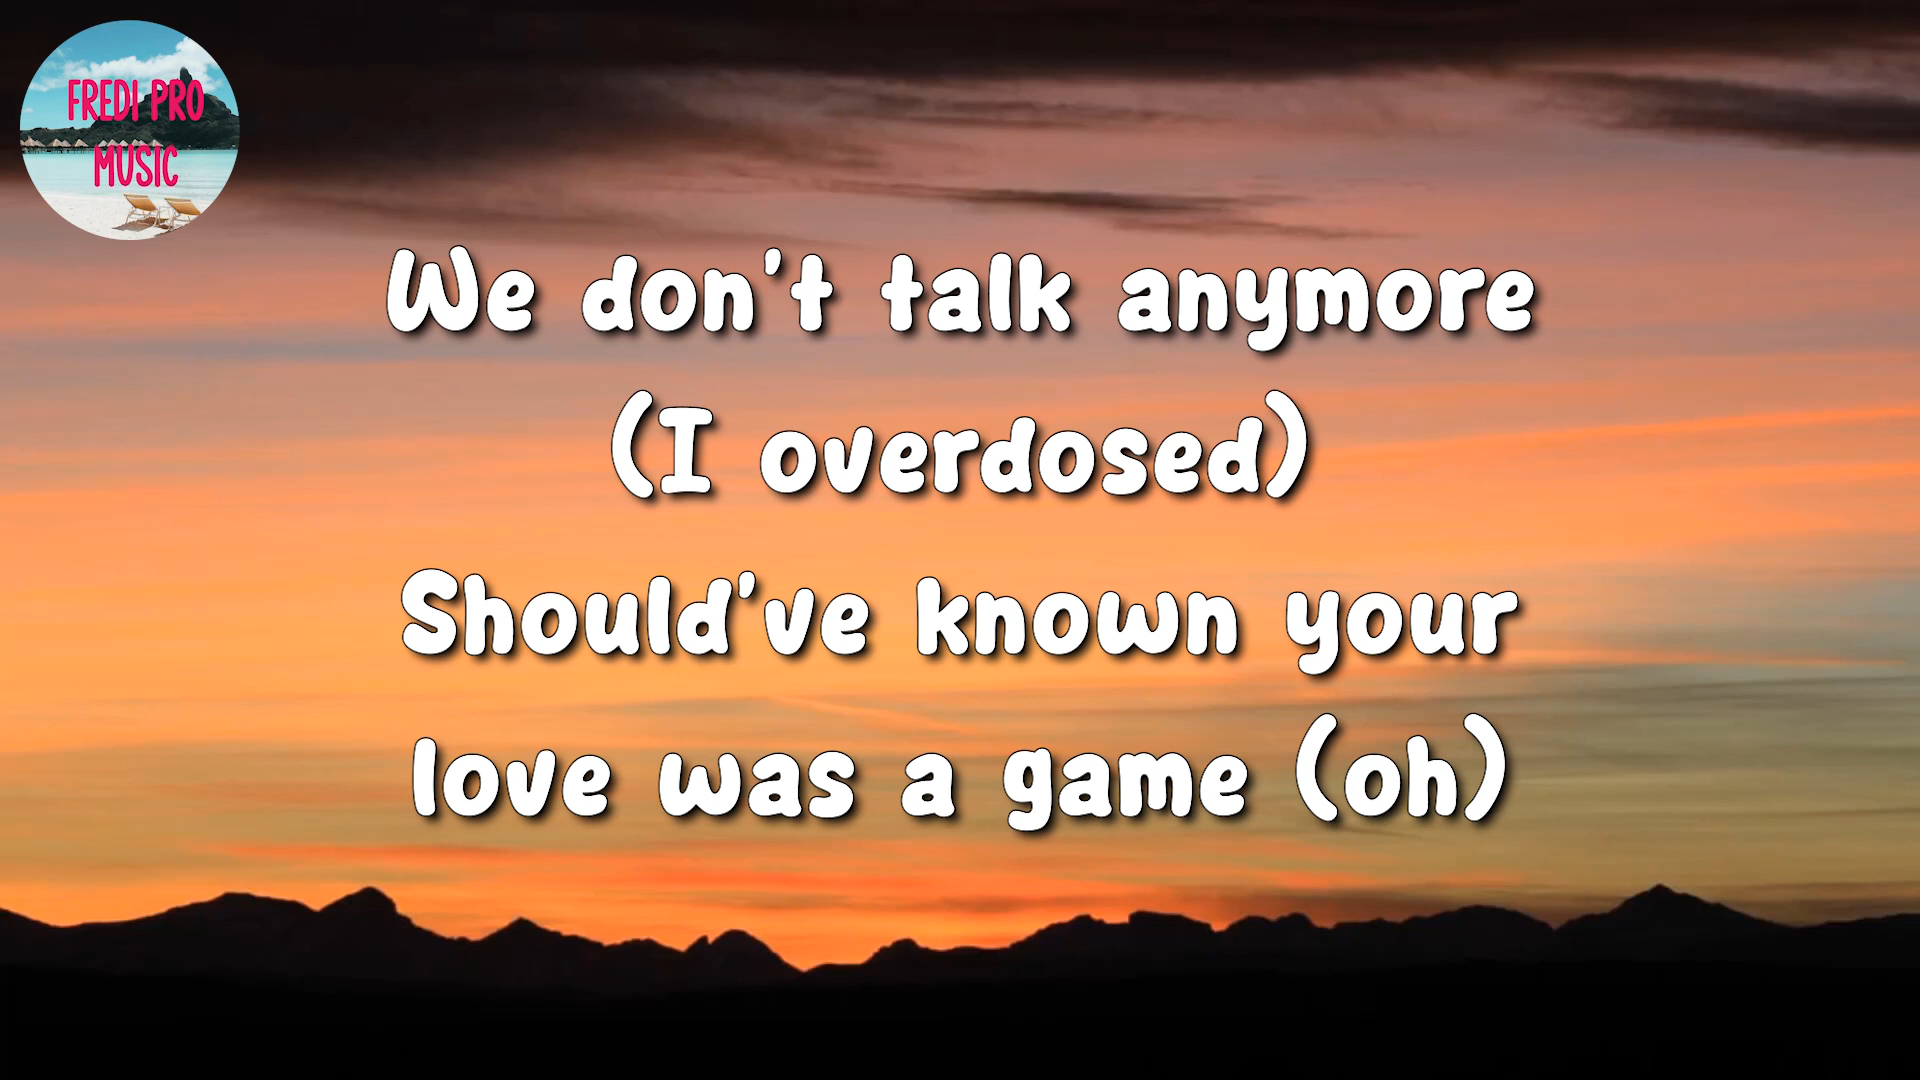 FREDI PRO
MUSIC
We don't talk anymore
(I overdosed)
Should've known your
love was a game (oh)